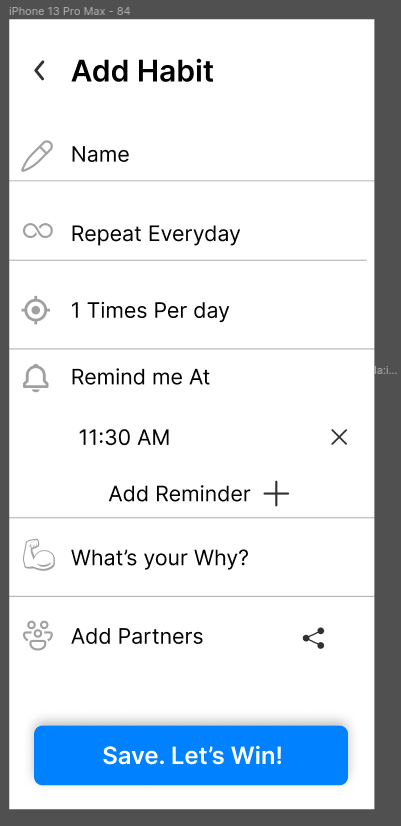 iPhone 13 Pro Max - 84
Add Habit
Name
Repeat Everyday
1 Times Per day
Remind me At
11:30 AM
Add Reminder
What's your Why?
Add Partners
Save. Let's Win!